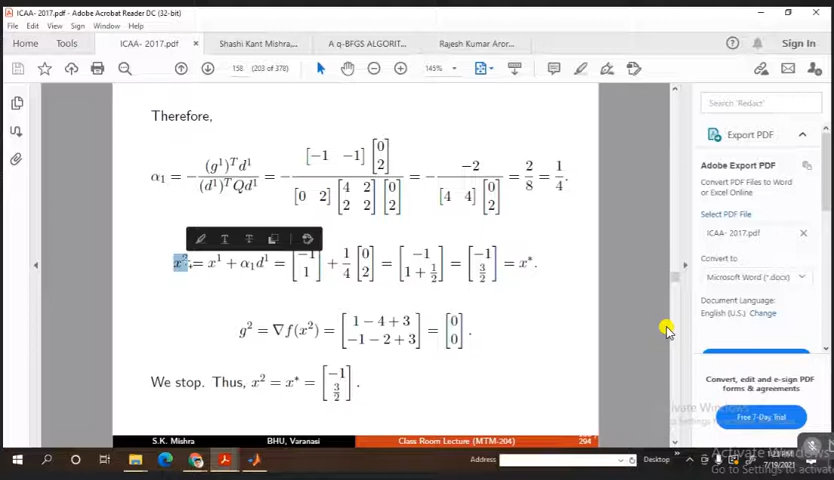 ICAA- 2017.pdf - Adobe Acrobat Reader DC (32-bit)
File Edit View Sign Window Help
Home Tools ICAA- 2017.pdf × Shashi Kant Mishra,... A q-BFGS ALGORIT... Rajesh Kumar Aror... Sign In
158 (203 of 378) 145%
Therefore,
α₁ = − (g¹)ᵀd¹ / (d¹)ᵀQd¹ = − [−1 −1] [0; 2] / [0 2] [4 2; 2 2] [0; 2] = − −2 / [4 4] [0; 2] = 2/8 = 1/4.
x² = x¹ + α₁d¹ = [−1; 1] + 1/4 [0; 2] = [−1; 1 + 1/2] = [−1; 3/2] = x*.
g² = ∇f(x²) = [1 − 4 + 3; −1 − 2 + 3] = [0; 0].
We stop. Thus, x² = x* = [−1; 3/2].
S.K. Mishra BHU, Varanasi Class Room Lecture (MTM-204) 294
Search 'Redact'
Export PDF
Adobe Export PDF
Convert PDF Files to Word
or Excel Online
Select PDF File
ICAA- 2017.pdf ×
Convert to
Microsoft Word (*.docx)
Document Language:
English (U.S.) Change
Convert, edit and e-sign PDF
forms & agreements
Free 7-Day Trial
Activate Windows
Address Desktop
1:23 PM
7/19/2021